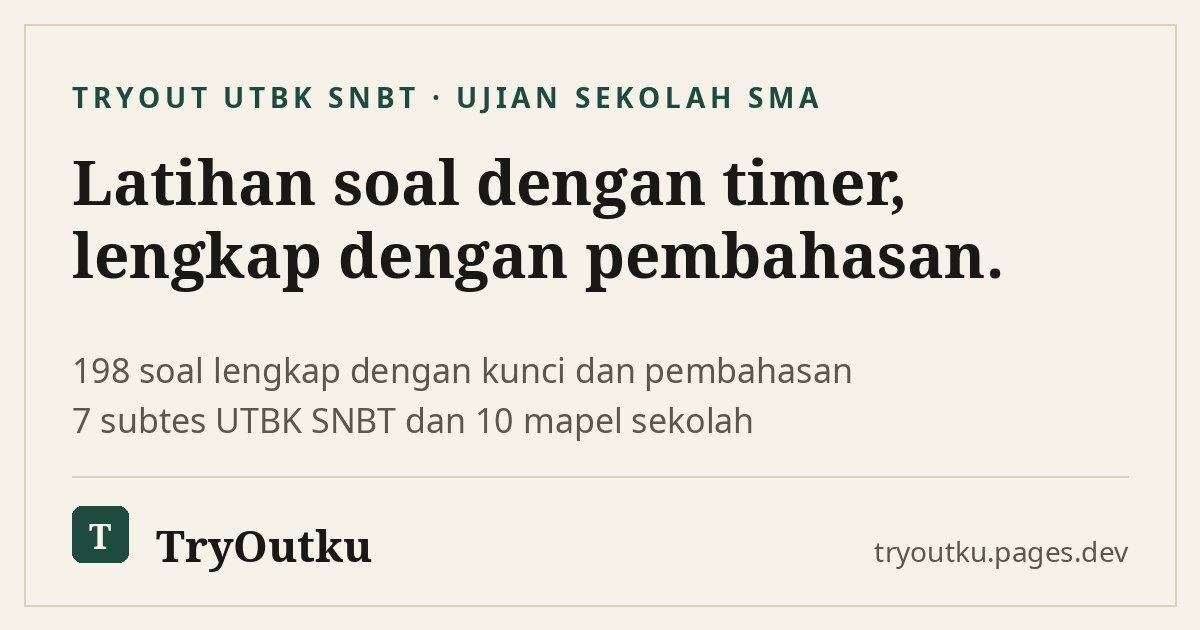 TRYOUT UTBK SNBT · UJIAN SEKOLAH SMA
Latihan soal dengan timer,
lengkap dengan pembahasan.
198 soal lengkap dengan kunci dan pembahasan
7 subtes UTBK SNBT dan 10 mapel sekolah
T TryOutku
tryoutku.pages.dev